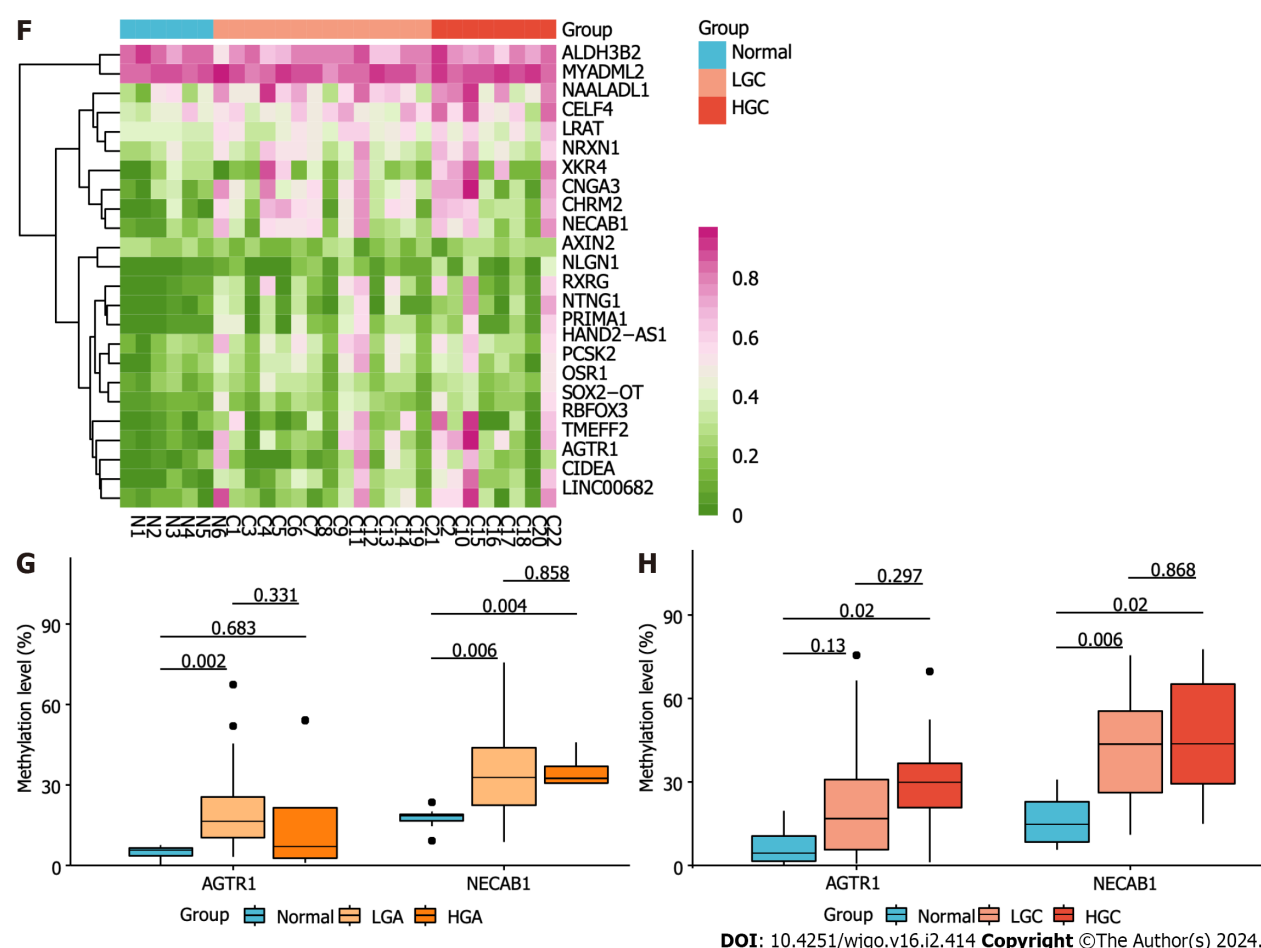 F
Group
ALDH3B2
MYADML2
NAALADL1
CELF4
LRAT
NRXN1
XKR4
CNGA3
CHRM2
NECAB1
AXIN2
NLGN1
RXRG
NTNG1
PRIMA1
HAND2−AS1
PCSK2
OSR1
SOX2−OT
RBFOX3
TMEFF2
AGTR1
CIDEA
LINC00682
Group
Normal
LGC
HGC
0.8
0.6
0.4
0.2
0
N1 N2 N3 N4 N5 N6 C1 C3 C4 C5 C6 C7 C8 C9 C11 C12 C13 C14 C19 C21 C2 C10 C15 C16 C17 C18 C20 C22
G
Methylation level (%)
90
60
30
0
0.858
0.331
0.004
0.683
0.002
0.006
AGTR1 NECAB1
Group Normal LGA HGA
H
Methylation level (%)
90
60
30
0
0.297
0.868
0.02
0.02
0.13
0.006
AGTR1 NECAB1
Group Normal LGC HGC
DOI: 10.4251/wjgo.v16.i2.414 Copyright ©The Author(s) 2024.